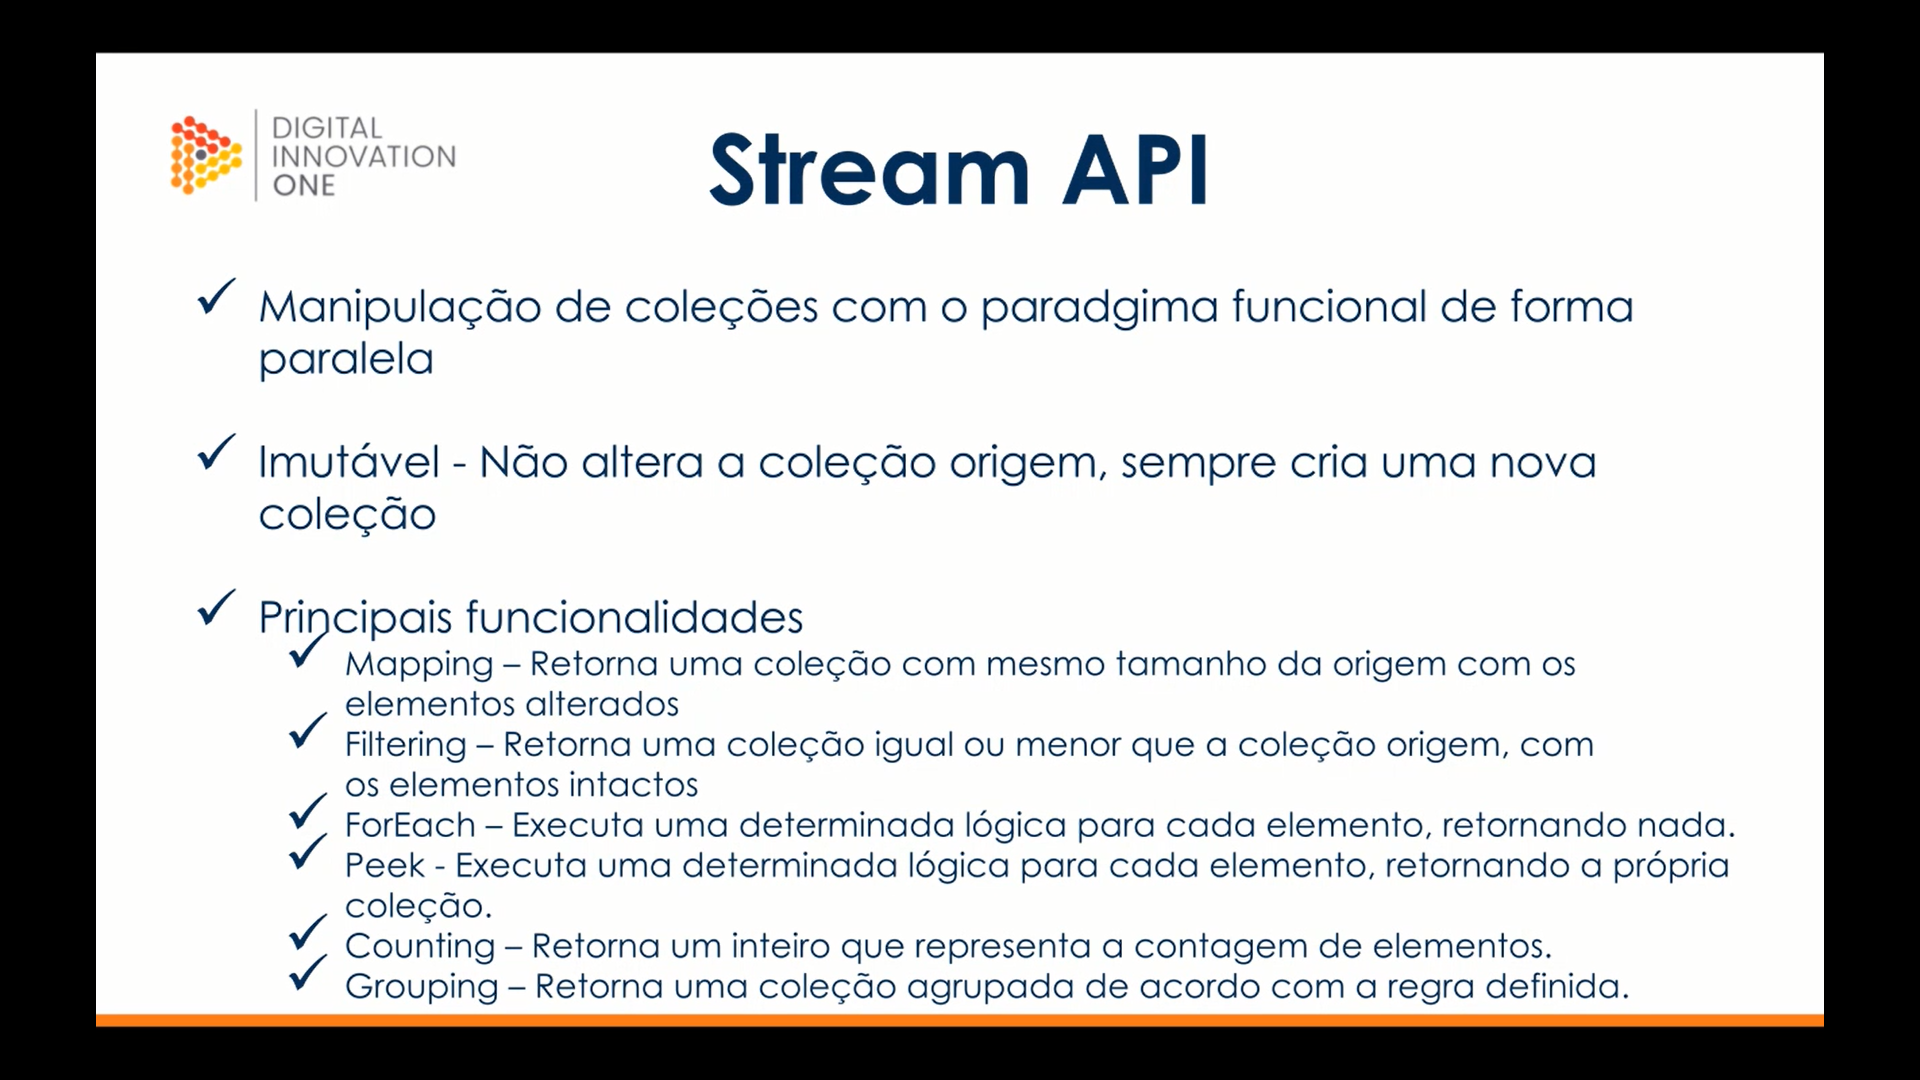 DIGITAL
INNOVATION
ONE
Stream API
Manipulação de coleções com o paradgima funcional de forma
paralela
Imutável - Não altera a coleção origem, sempre cria uma nova
coleção
Principais funcionalidades
Mapping – Retorna uma coleção com mesmo tamanho da origem com os
elementos alterados
Filtering – Retorna uma coleção igual ou menor que a coleção origem, com
os elementos intactos
ForEach – Executa uma determinada lógica para cada elemento, retornando nada.
Peek - Executa uma determinada lógica para cada elemento, retornando a própria
coleção.
Counting – Retorna um inteiro que representa a contagem de elementos.
Grouping – Retorna uma coleção agrupada de acordo com a regra definida.